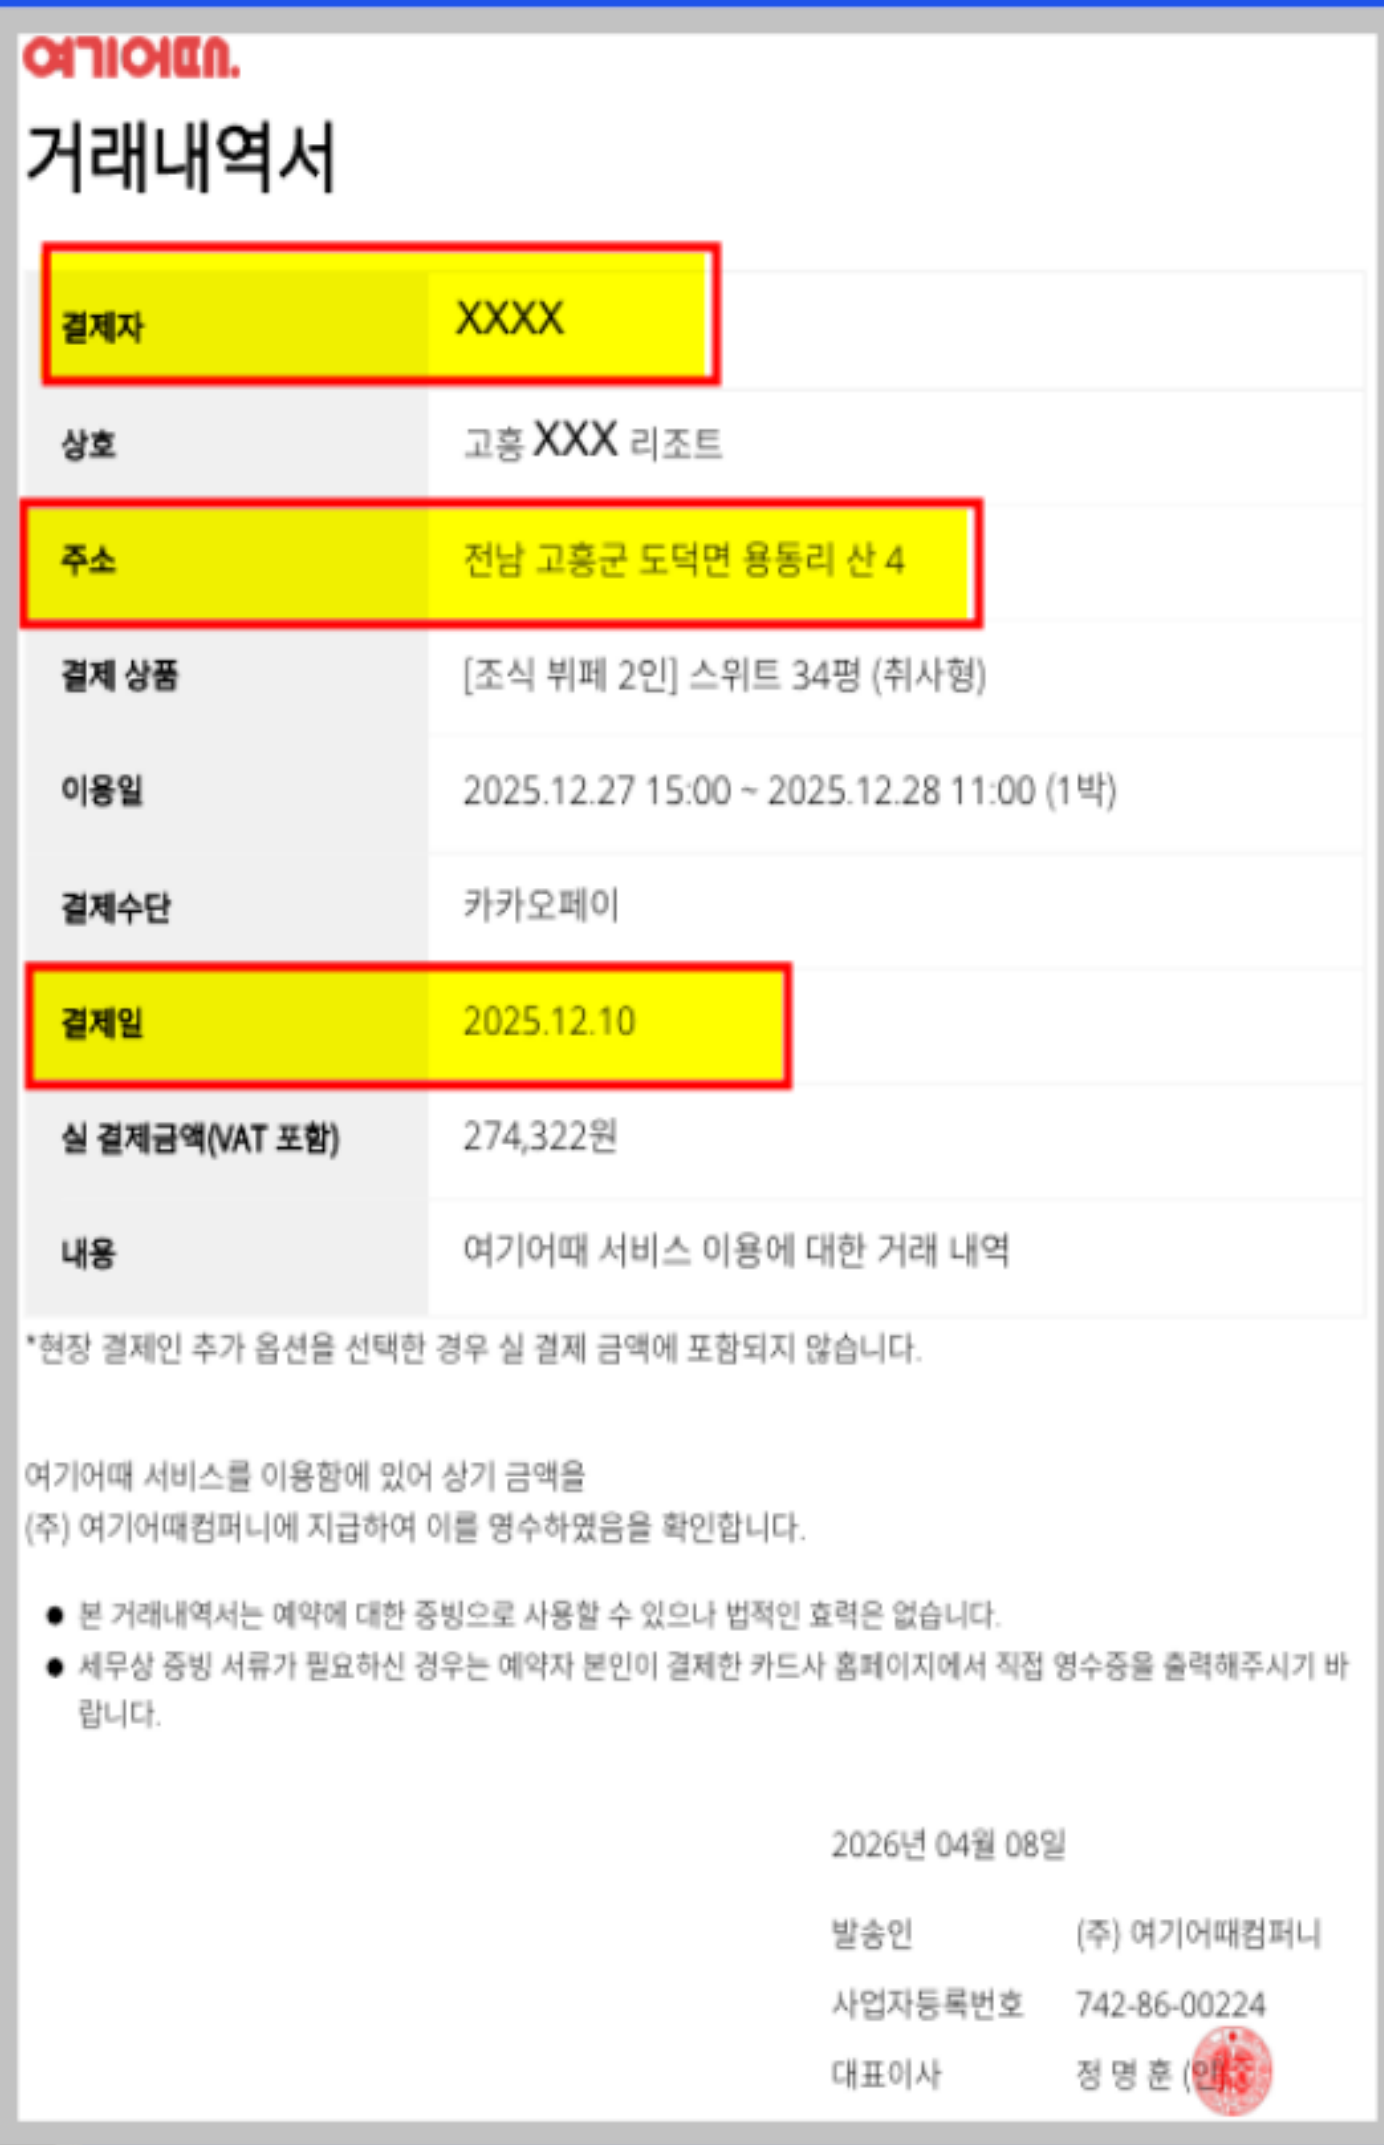 여기어때.
거래내역서
결제자 XXXX
상호 고흥 XXX 리조트
주소 전남 고흥군 도덕면 용동리 산 4
결제 상품 [조식 뷔페 2인] 스위트 34평 (취사형)
이용일 2025.12.27 15:00 ~ 2025.12.28 11:00 (1박)
결제수단 카카오페이
결제일 2025.12.10
실 결제금액(VAT 포함) 274,322원
내용 여기어때 서비스 이용에 대한 거래 내역
*현장 결제인 추가 옵션을 선택한 경우 실 결제 금액에 포함되지 않습니다.
여기어때 서비스를 이용함에 있어 상기 금액을
(주) 여기어때컴퍼니에 지급하여 이를 영수하였음을 확인합니다.
● 본 거래내역서는 예약에 대한 증빙으로 사용할 수 있으나 법적인 효력은 없습니다.
● 세무상 증빙 서류가 필요하신 경우는 예약자 본인이 결제한 카드사 홈페이지에서 직접 영수증을 출력해주시기 바
랍니다.
2026년 04월 08일
발송인 (주) 여기어때컴퍼니
사업자등록번호 742-86-00224
대표이사 정 명 훈 (인)